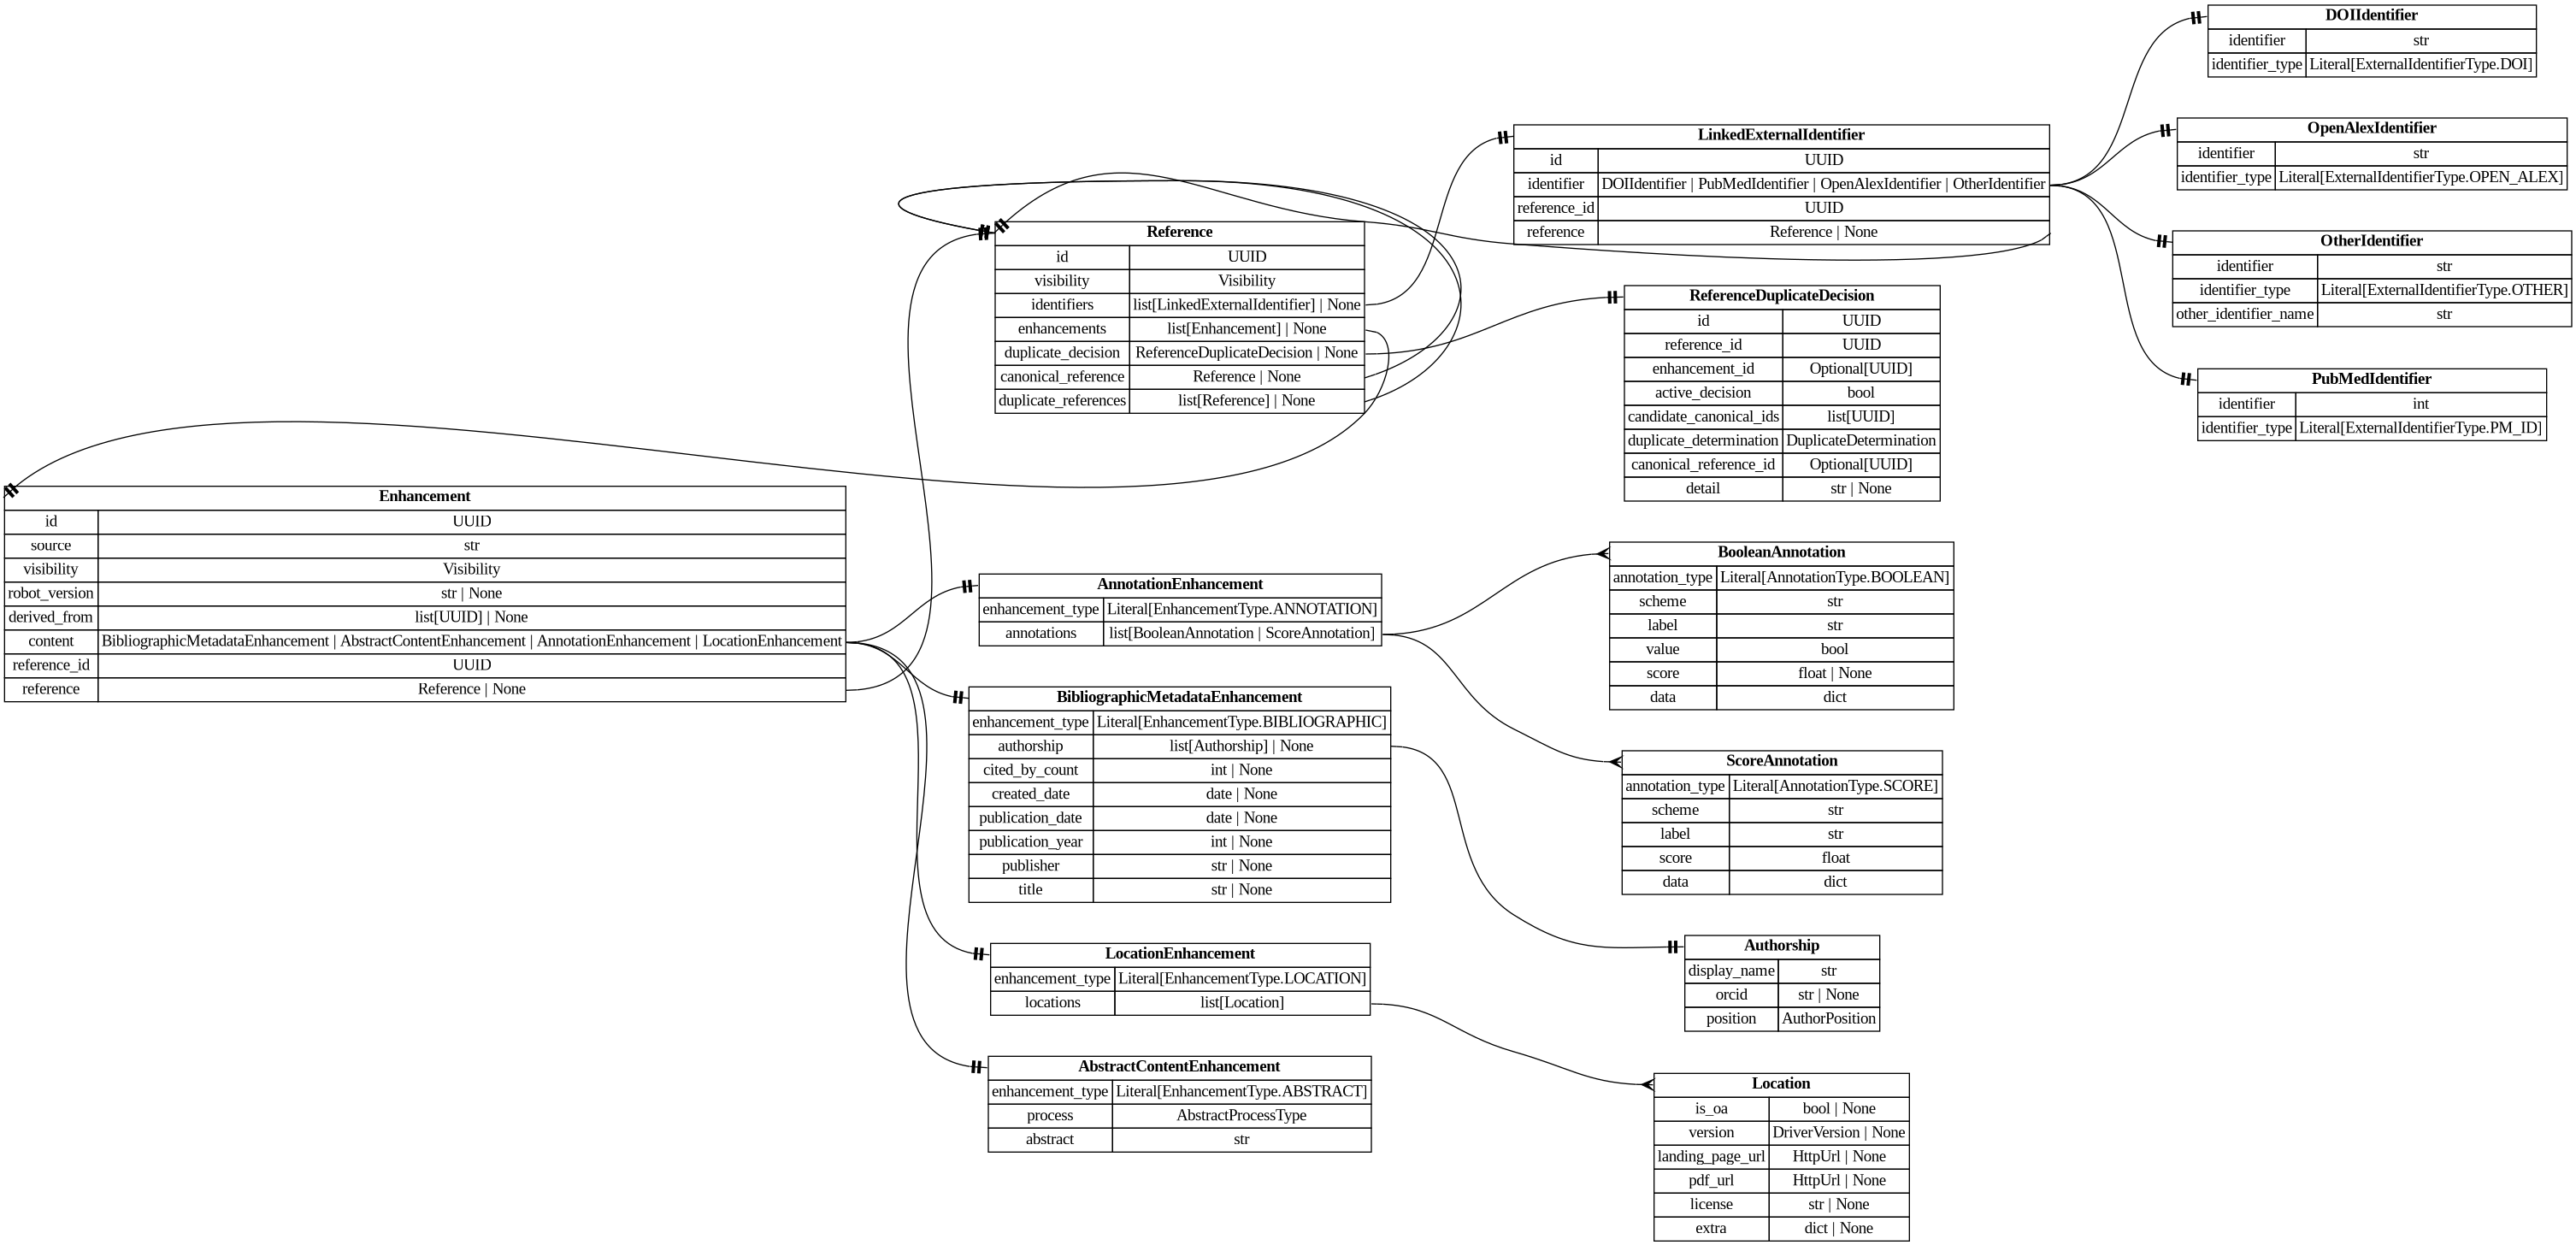 DOIIdentifier
identifier str
identifier_type Literal[ExternalIdentifierType.DOI]
OpenAlexIdentifier
identifier str
identifier_type Literal[ExternalIdentifierType.OPEN_ALEX]
LinkedExternalIdentifier
id UUID
identifier DOIIdentifier | PubMedIdentifier | OpenAlexIdentifier | OtherIdentifier
reference_id UUID
reference Reference | None
OtherIdentifier
identifier str
identifier_type Literal[ExternalIdentifierType.OTHER]
other_identifier_name str
PubMedIdentifier
identifier int
identifier_type Literal[ExternalIdentifierType.PM_ID]
Reference
id UUID
visibility Visibility
identifiers list[LinkedExternalIdentifier] | None
enhancements list[Enhancement] | None
duplicate_decision ReferenceDuplicateDecision | None
canonical_reference Reference | None
duplicate_references list[Reference] | None
ReferenceDuplicateDecision
id UUID
reference_id UUID
enhancement_id Optional[UUID]
active_decision bool
candidate_canonical_ids list[UUID]
duplicate_determination DuplicateDetermination
canonical_reference_id Optional[UUID]
detail str | None
Enhancement
id UUID
source str
visibility Visibility
robot_version str | None
derived_from list[UUID] | None
content BibliographicMetadataEnhancement | AbstractContentEnhancement | AnnotationEnhancement | LocationEnhancement
reference_id UUID
reference Reference | None
AnnotationEnhancement
enhancement_type Literal[EnhancementType.ANNOTATION]
annotations list[BooleanAnnotation | ScoreAnnotation]
BooleanAnnotation
annotation_type Literal[AnnotationType.BOOLEAN]
scheme str
label str
value bool
score float | None
data dict
BibliographicMetadataEnhancement
enhancement_type Literal[EnhancementType.BIBLIOGRAPHIC]
authorship list[Authorship] | None
cited_by_count int | None
created_date date | None
publication_date date | None
publication_year int | None
publisher str | None
title str | None
ScoreAnnotation
annotation_type Literal[AnnotationType.SCORE]
scheme str
label str
score float
data dict
LocationEnhancement
enhancement_type Literal[EnhancementType.LOCATION]
locations list[Location]
Authorship
display_name str
orcid str | None
position AuthorPosition
AbstractContentEnhancement
enhancement_type Literal[EnhancementType.ABSTRACT]
process AbstractProcessType
abstract str
Location
is_oa bool | None
version DriverVersion | None
landing_page_url HttpUrl | None
pdf_url HttpUrl | None
license str | None
extra dict | None